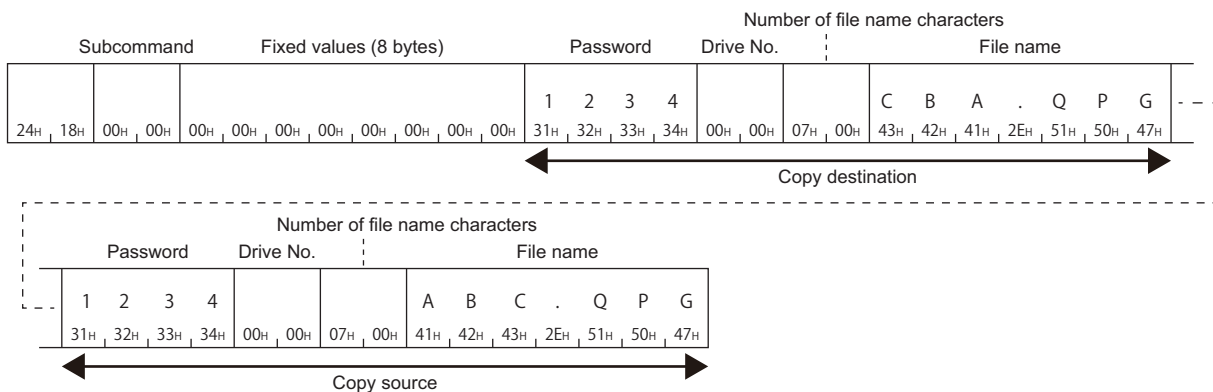 Number of file name characters
Subcommand Fixed values (8 bytes) Password Drive No. File name
1 2 3 4 C B A . Q P G
24H 18H 00H 00H 00H 00H 00H 00H 00H 00H 00H 00H 31H 32H 33H 34H 00H 00H 07H 00H 43H 42H 41H 2EH 51H 50H 47H
Copy destination
Number of file name characters
Password Drive No. File name
1 2 3 4 A B C . Q P G
31H 32H 33H 34H 00H 00H 07H 00H 41H 42H 43H 2EH 51H 50H 47H
Copy source